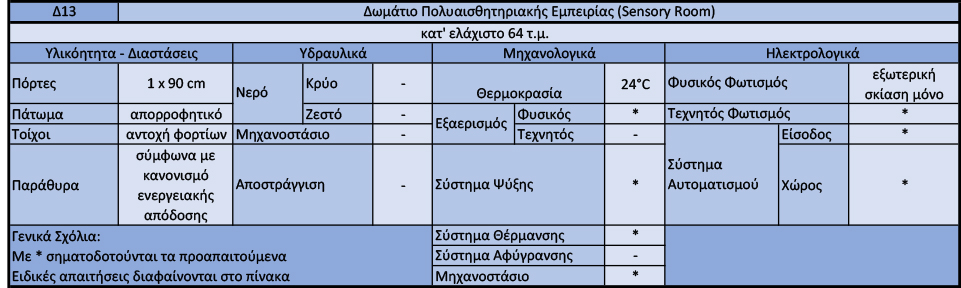 Δ13 Δωμάτιο Πολυαισθητηριακής Εμπειρίας (Sensory Room)
κατ' ελάχιστο 64 τ.μ.
Υλικότητα - Διαστάσεις Υδραυλικά Μηχανολογικά Ηλεκτρολογικά
Πόρτες 1 x 90 cm Νερό Κρύο - Θερμοκρασία 24°C Φυσικός Φωτισμός εξωτερική
σκίαση μόνο
Πάτωμα απορροφητικό Ζεστό - Εξαερισμός Φυσικός * Τεχνητός Φωτισμός *
Τοίχοι αντοχή φορτίων Μηχανοστάσιο - Τεχνητός - Σύστημα
Αυτοματισμού Είσοδος *
Παράθυρα σύμφωνα με
κανονισμό
ενεργειακής
απόδοσης Αποστράγγιση - Σύστημα Ψύξης * Χώρος *
Γενικά Σχόλια: Σύστημα Θέρμανσης *
Με * σηματοδοτούνται τα προαπαιτούμενα Σύστημα Αφύγρανσης -
Ειδικές απαιτήσεις διαφαίνονται στο πίνακα Μηχανοστάσιο *